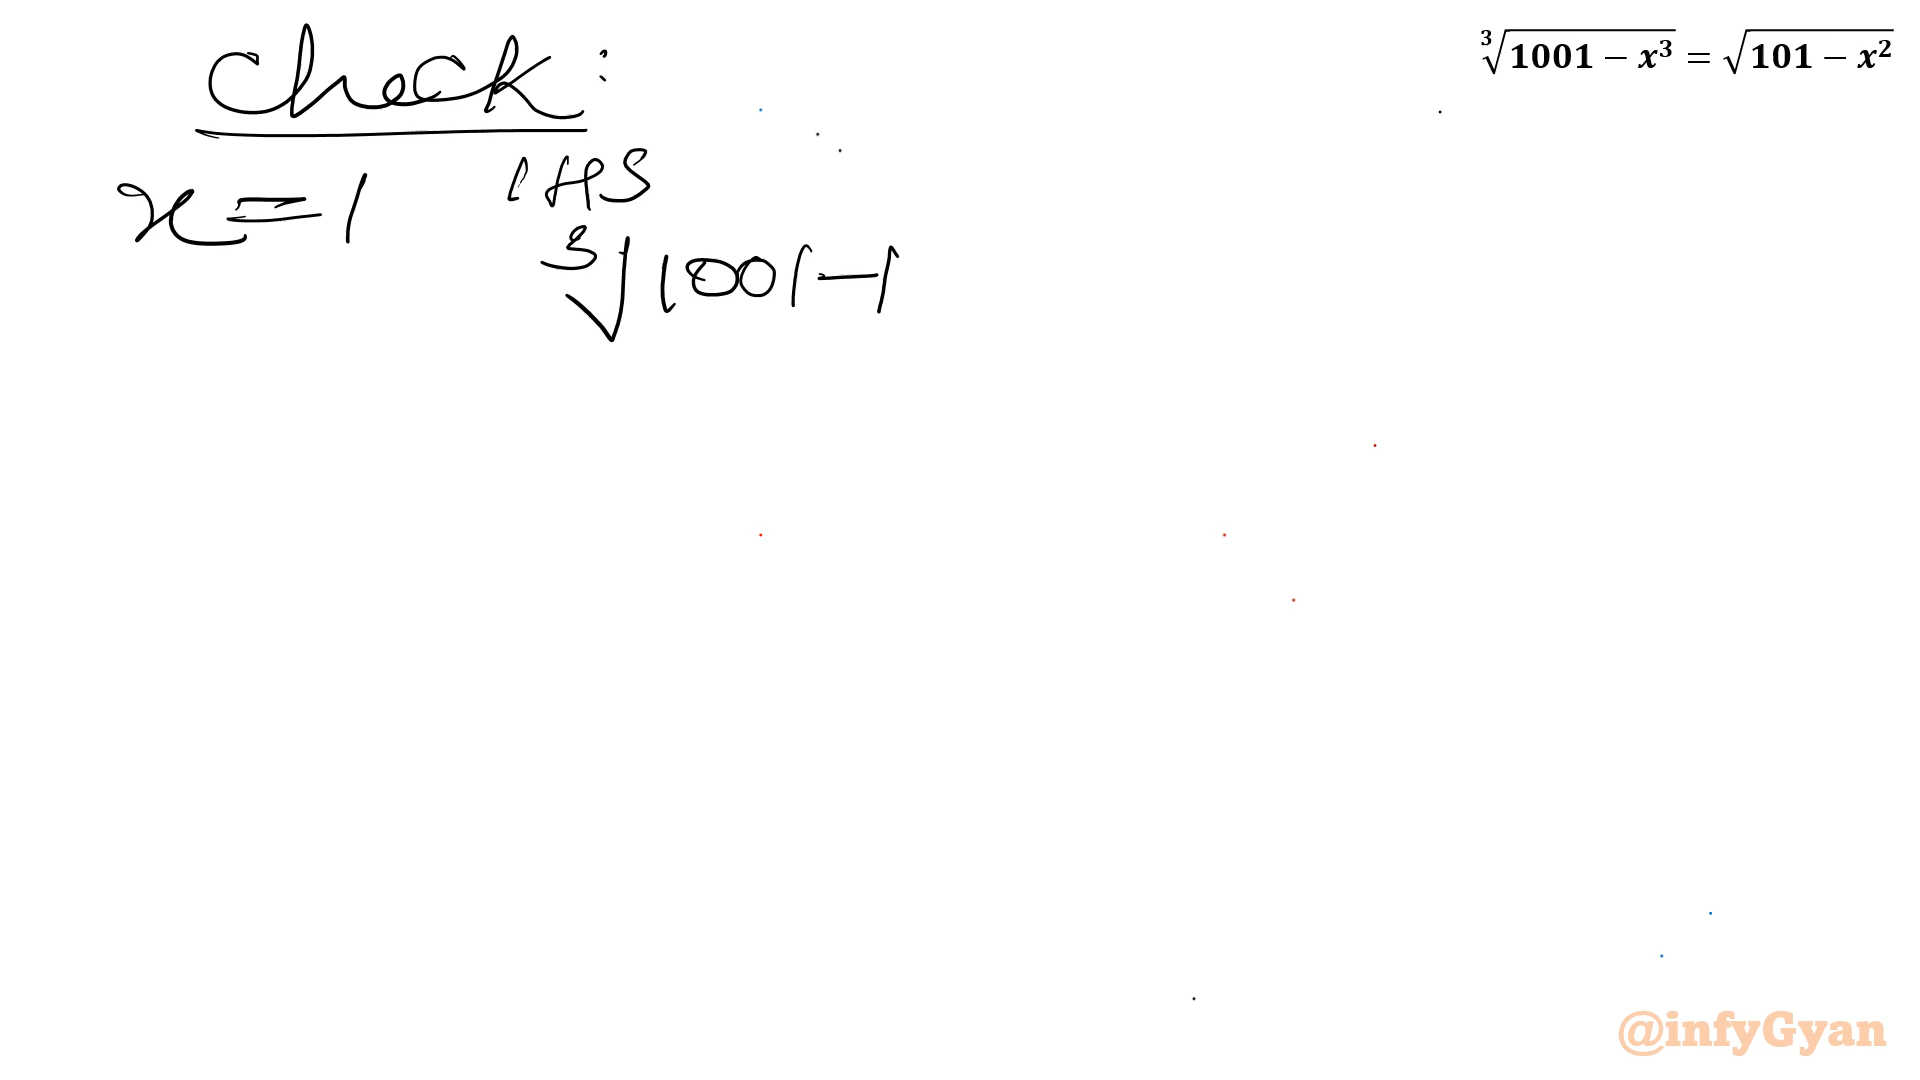 check:
∛(1001 − x³) = √(101 − x²)
x = 1
LHS
∛1001 − 1
@infyGyan